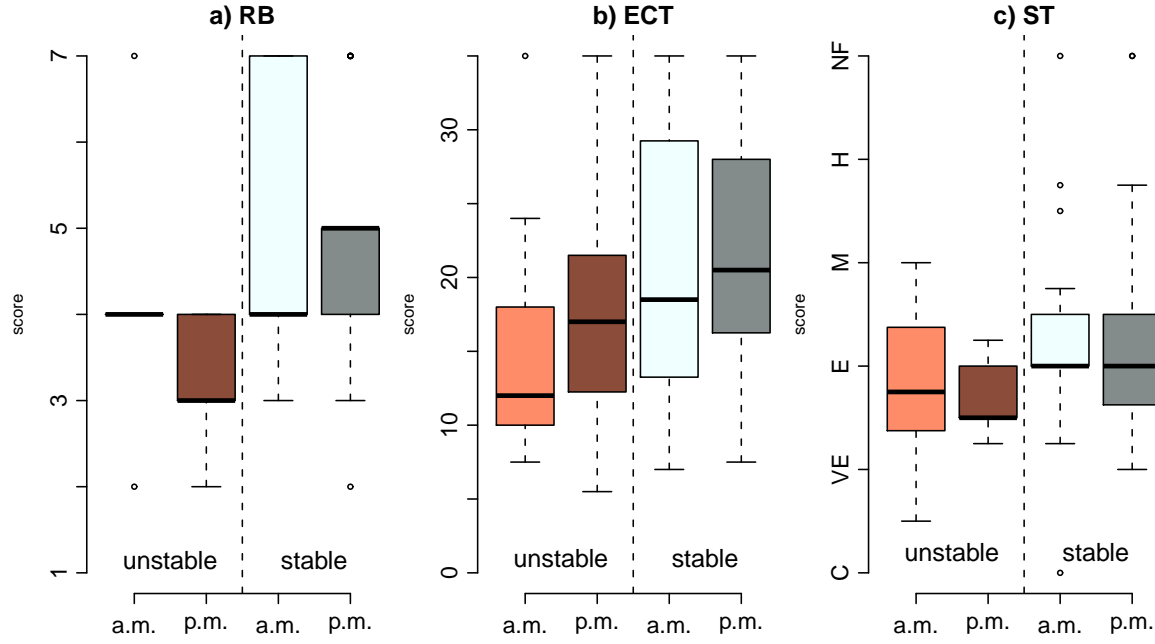 a) RB
score
1
3
5
7
unstable
stable
a.m.
p.m.
a.m.
p.m.
b) ECT
score
0
10
20
30
unstable
stable
a.m.
p.m.
a.m.
p.m.
c) ST
score
C
VE
E
M
H
NF
unstable
stable
a.m.
p.m.
a.m.
p.m.